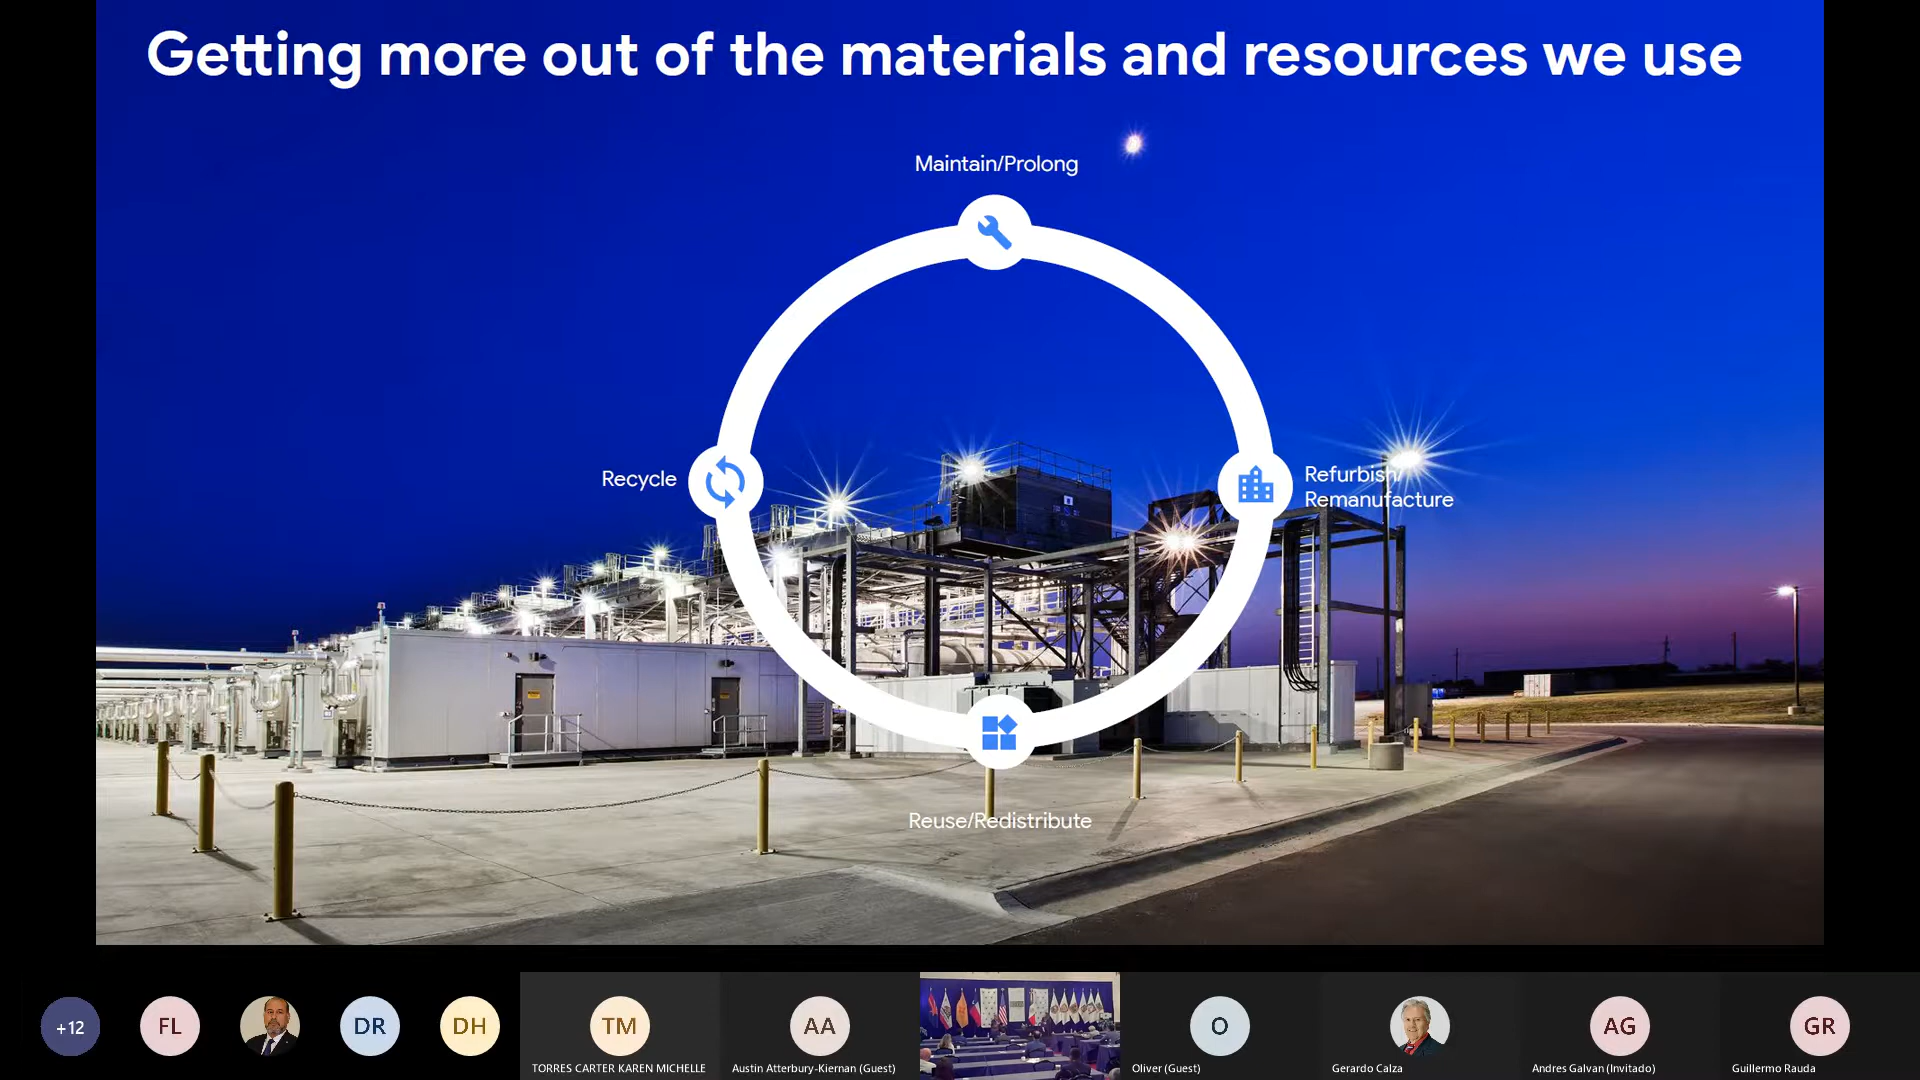 Getting more out of the materials and resources we use
Maintain/Prolong
Recycle
Refurbish/
Remanufacture
Reuse/Redistribute
+12
FL
DR
DH
TM
AA
O
AG
GR
TORRES CARTER KAREN MICHELLE
Austin Atterbury-Kiernan (Guest)
Oliver (Guest)
Gerardo Calza
Andres Galvan (Invitado)
Guillermo Rauda